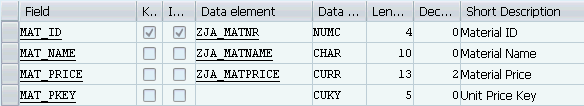 Field K... I... Data element Data ... Len... Dec... Short Description
MAT_ID ZJA_MATNR NUMC 4 0 Material ID
MAT_NAME ZJA_MATNAME CHAR 10 0 Material Name
MAT_PRICE ZJA_MATPRICE CURR 13 2 Material Price
MAT_PKEY CUKY 5 0 Unit Price Key